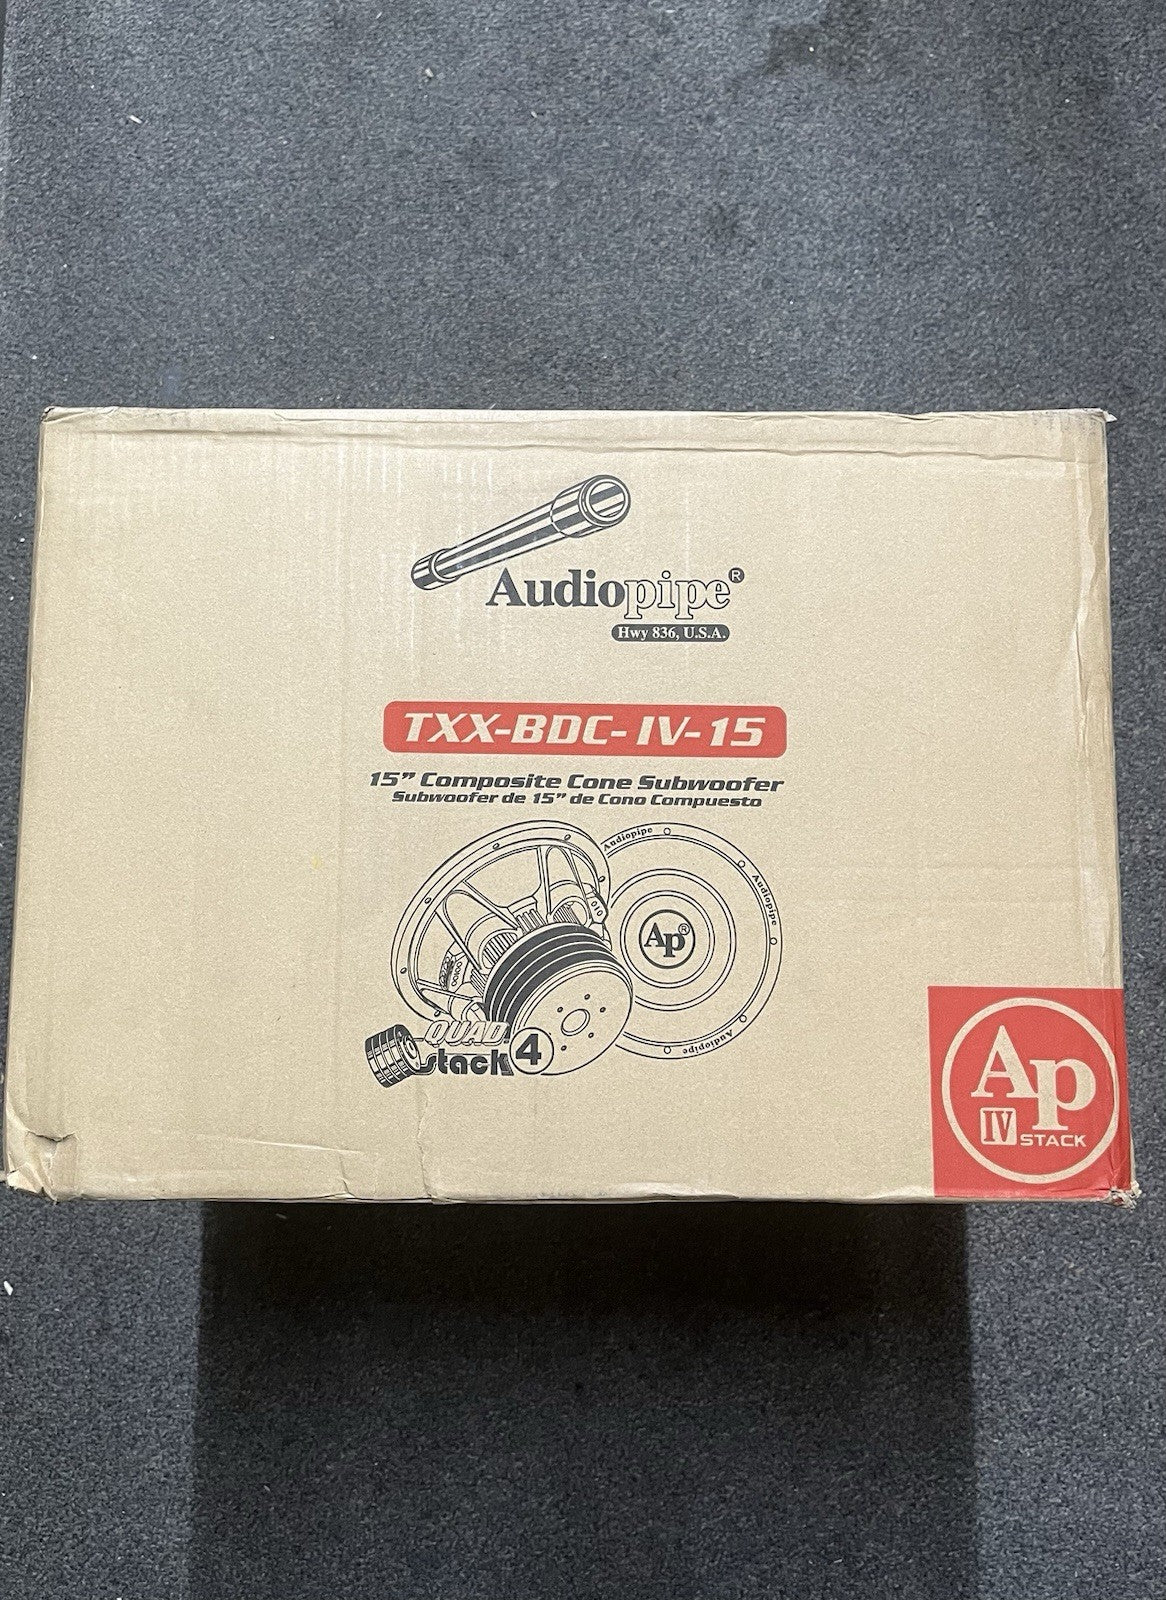 Audiopipe®
Hwy 836, U.S.A.
TXX-BDC-IV-15
15" Composite Cone Subwoofer
Subwoofer de 15" de Cono Compuesto
Audiopipe
Audiopipe
Ap®
Audiopipe
QUAD
stack 4
Ap
IV STACK